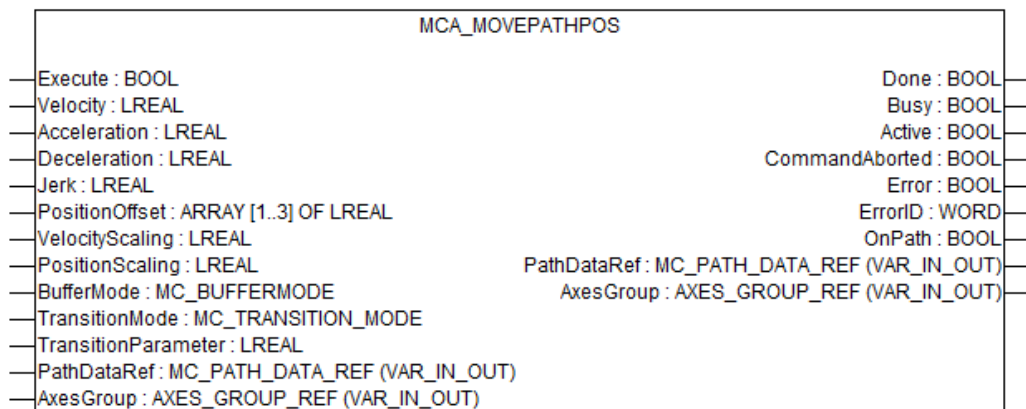 MCA_MOVEPATHPOS
Execute : BOOL Done : BOOL
Velocity : LREAL Busy : BOOL
Acceleration : LREAL Active : BOOL
Deceleration : LREAL CommandAborted : BOOL
Jerk : LREAL Error : BOOL
PositionOffset : ARRAY [1..3] OF LREAL ErrorID : WORD
VelocityScaling : LREAL OnPath : BOOL
PositionScaling : LREAL PathDataRef : MC_PATH_DATA_REF (VAR_IN_OUT)
BufferMode : MC_BUFFERMODE AxesGroup : AXES_GROUP_REF (VAR_IN_OUT)
TransitionMode : MC_TRANSITION_MODE
TransitionParameter : LREAL
PathDataRef : MC_PATH_DATA_REF (VAR_IN_OUT)
AxesGroup : AXES_GROUP_REF (VAR_IN_OUT)